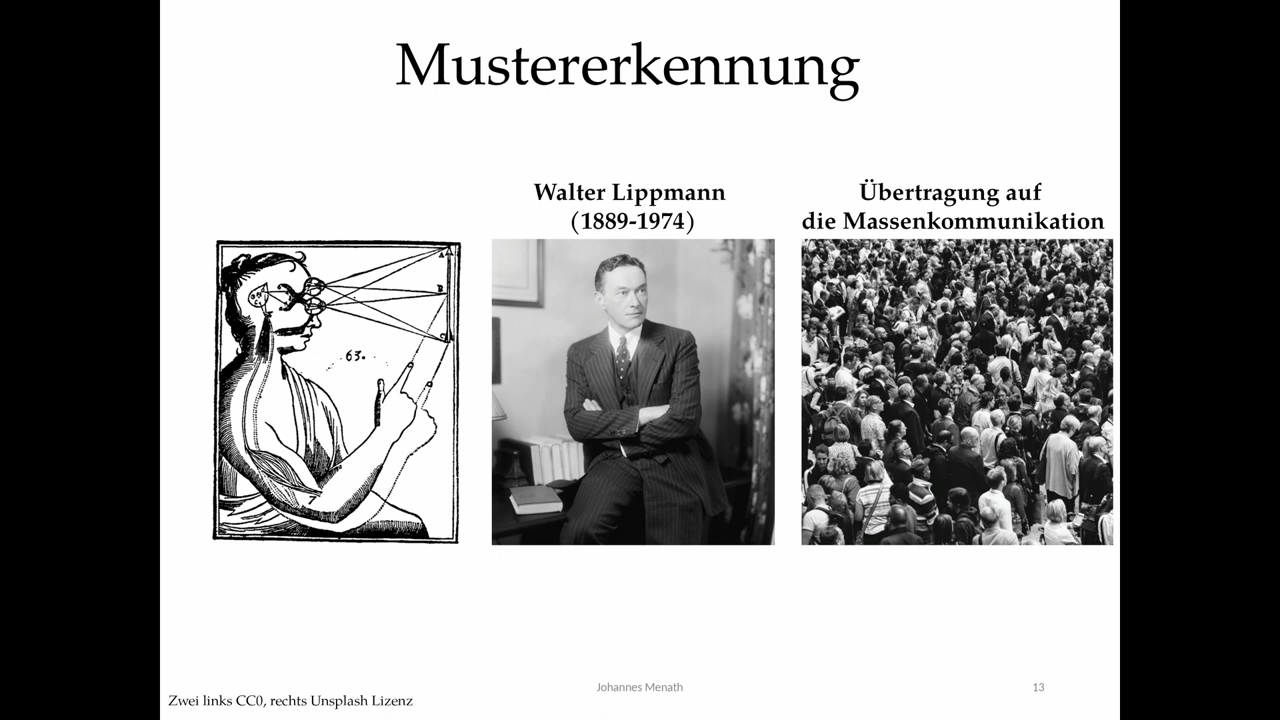 Mustererkennung
Walter Lippmann
(1889-1974)
Übertragung auf
die Massenkommunikation
A
B
C
63.
Johannes Menath
13
Zwei links CC0, rechts Unsplash Lizenz